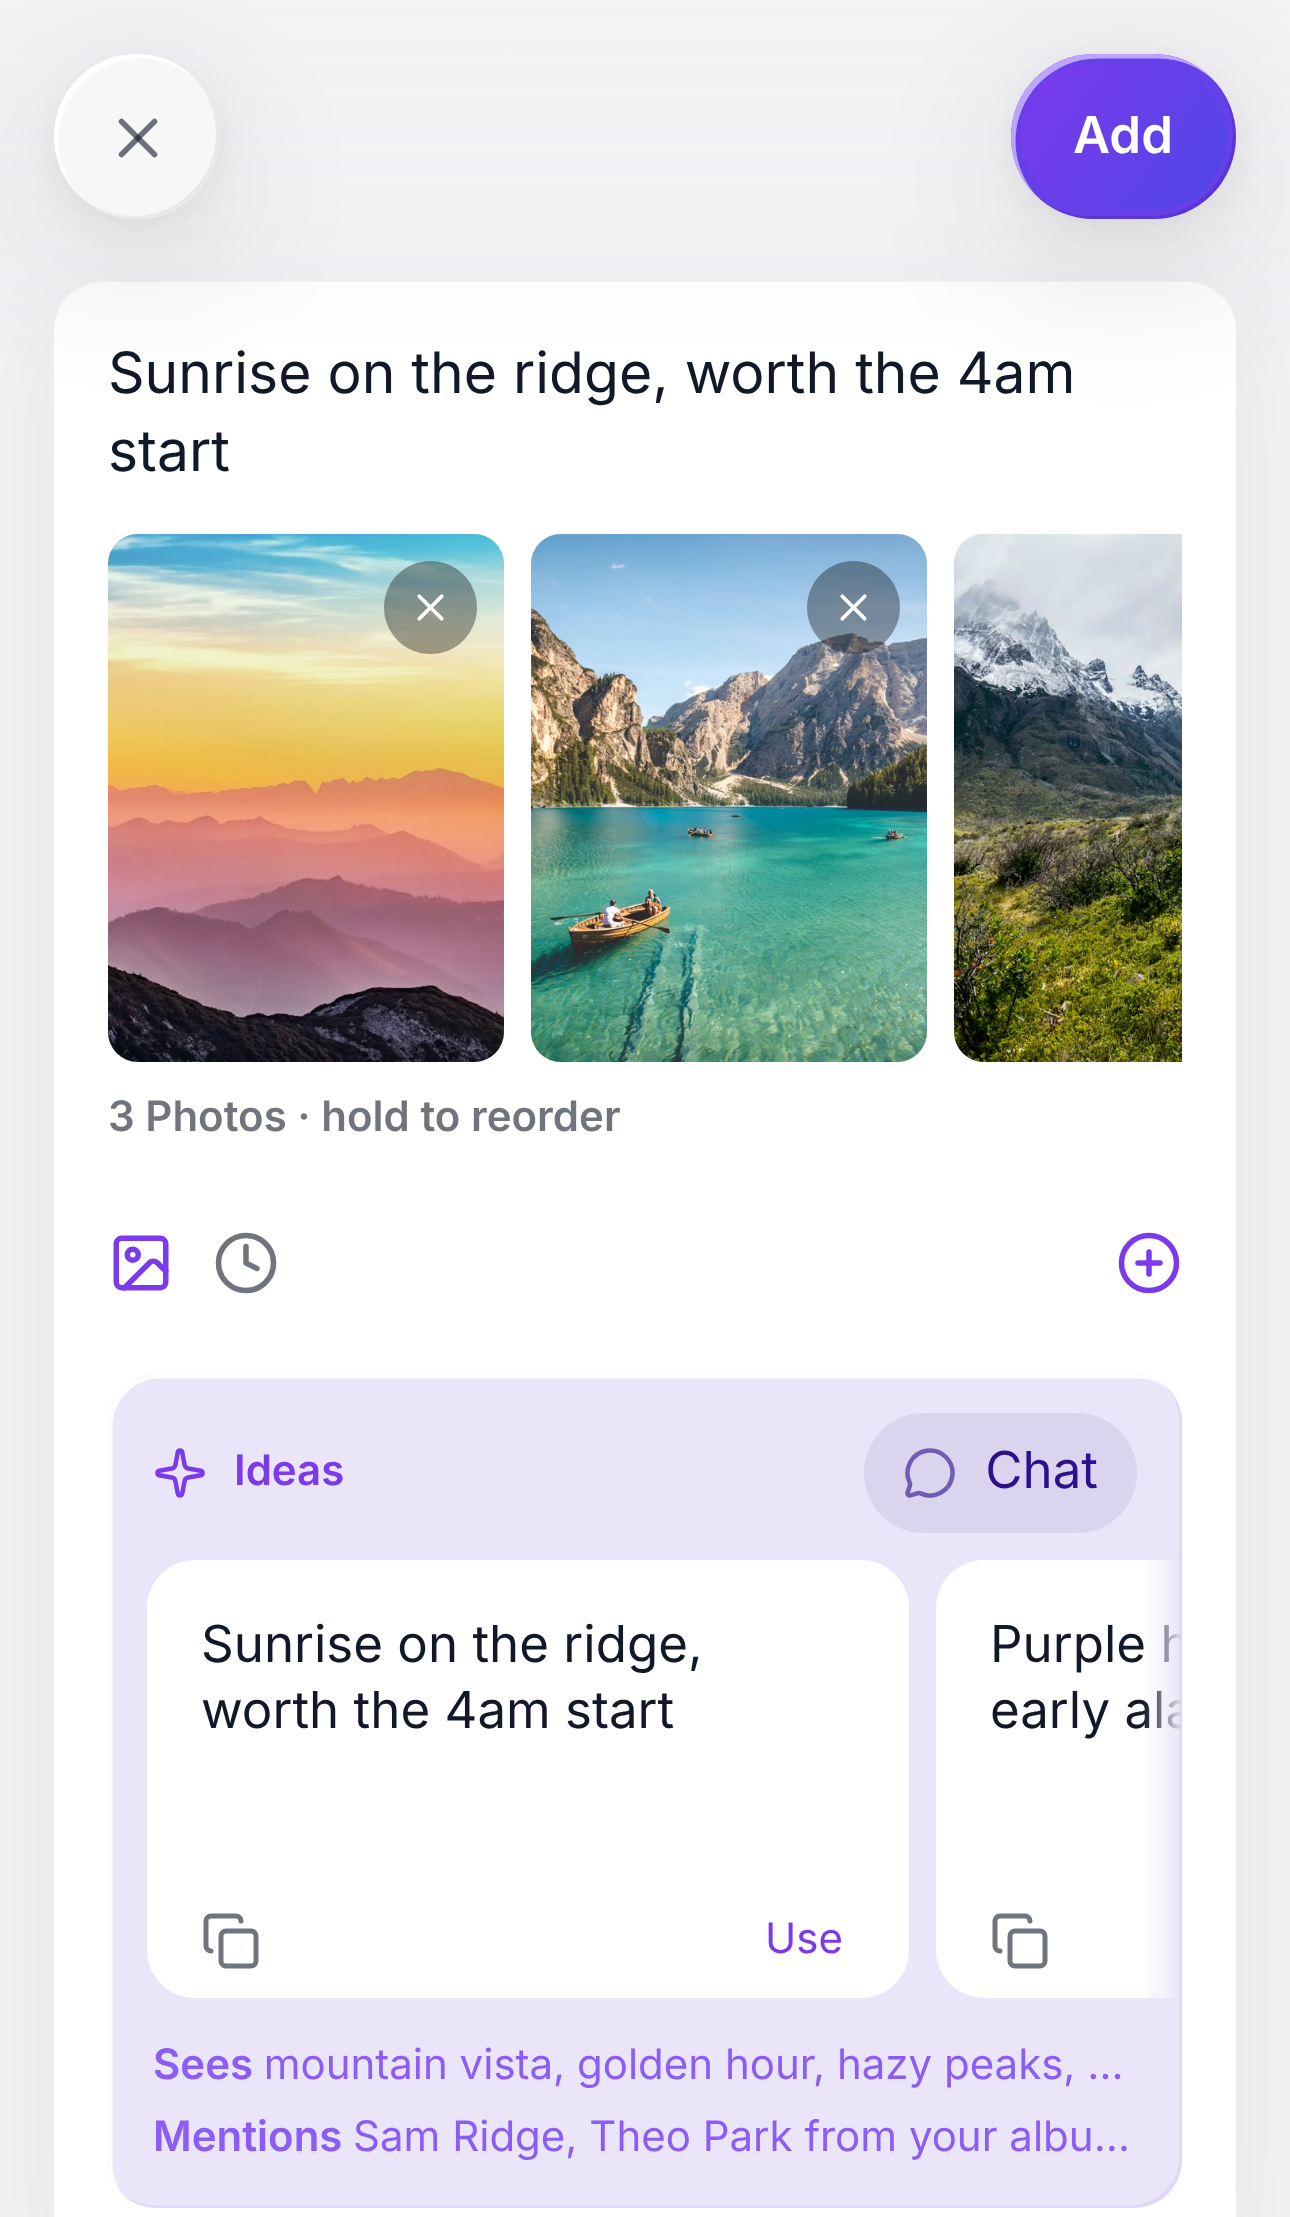 Add
Sunrise on the ridge, worth the 4am
start
3 Photos · hold to reorder
Ideas
Chat
Sunrise on the ridge,
worth the 4am start
Use
Purple
early
Sees mountain vista, golden hour, hazy peaks, ...
Mentions Sam Ridge, Theo Park from your albu...